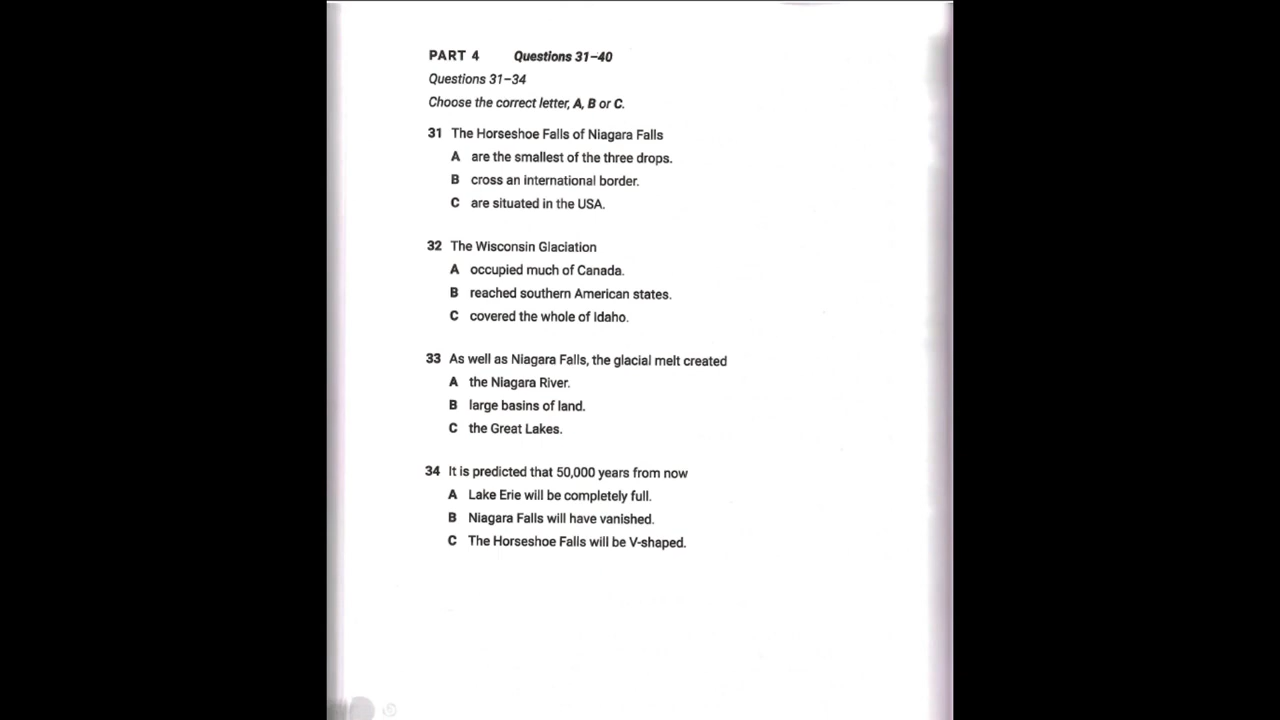 PART 4 Questions 31–40
Questions 31–34
Choose the correct letter, A, B or C.
31 The Horseshoe Falls of Niagara Falls
A are the smallest of the three drops.
B cross an international border.
C are situated in the USA.
32 The Wisconsin Glaciation
A occupied much of Canada.
B reached southern American states.
C covered the whole of Idaho.
33 As well as Niagara Falls, the glacial melt created
A the Niagara River.
B large basins of land.
C the Great Lakes.
34 It is predicted that 50,000 years from now
A Lake Erie will be completely full.
B Niagara Falls will have vanished.
C The Horseshoe Falls will be V-shaped.